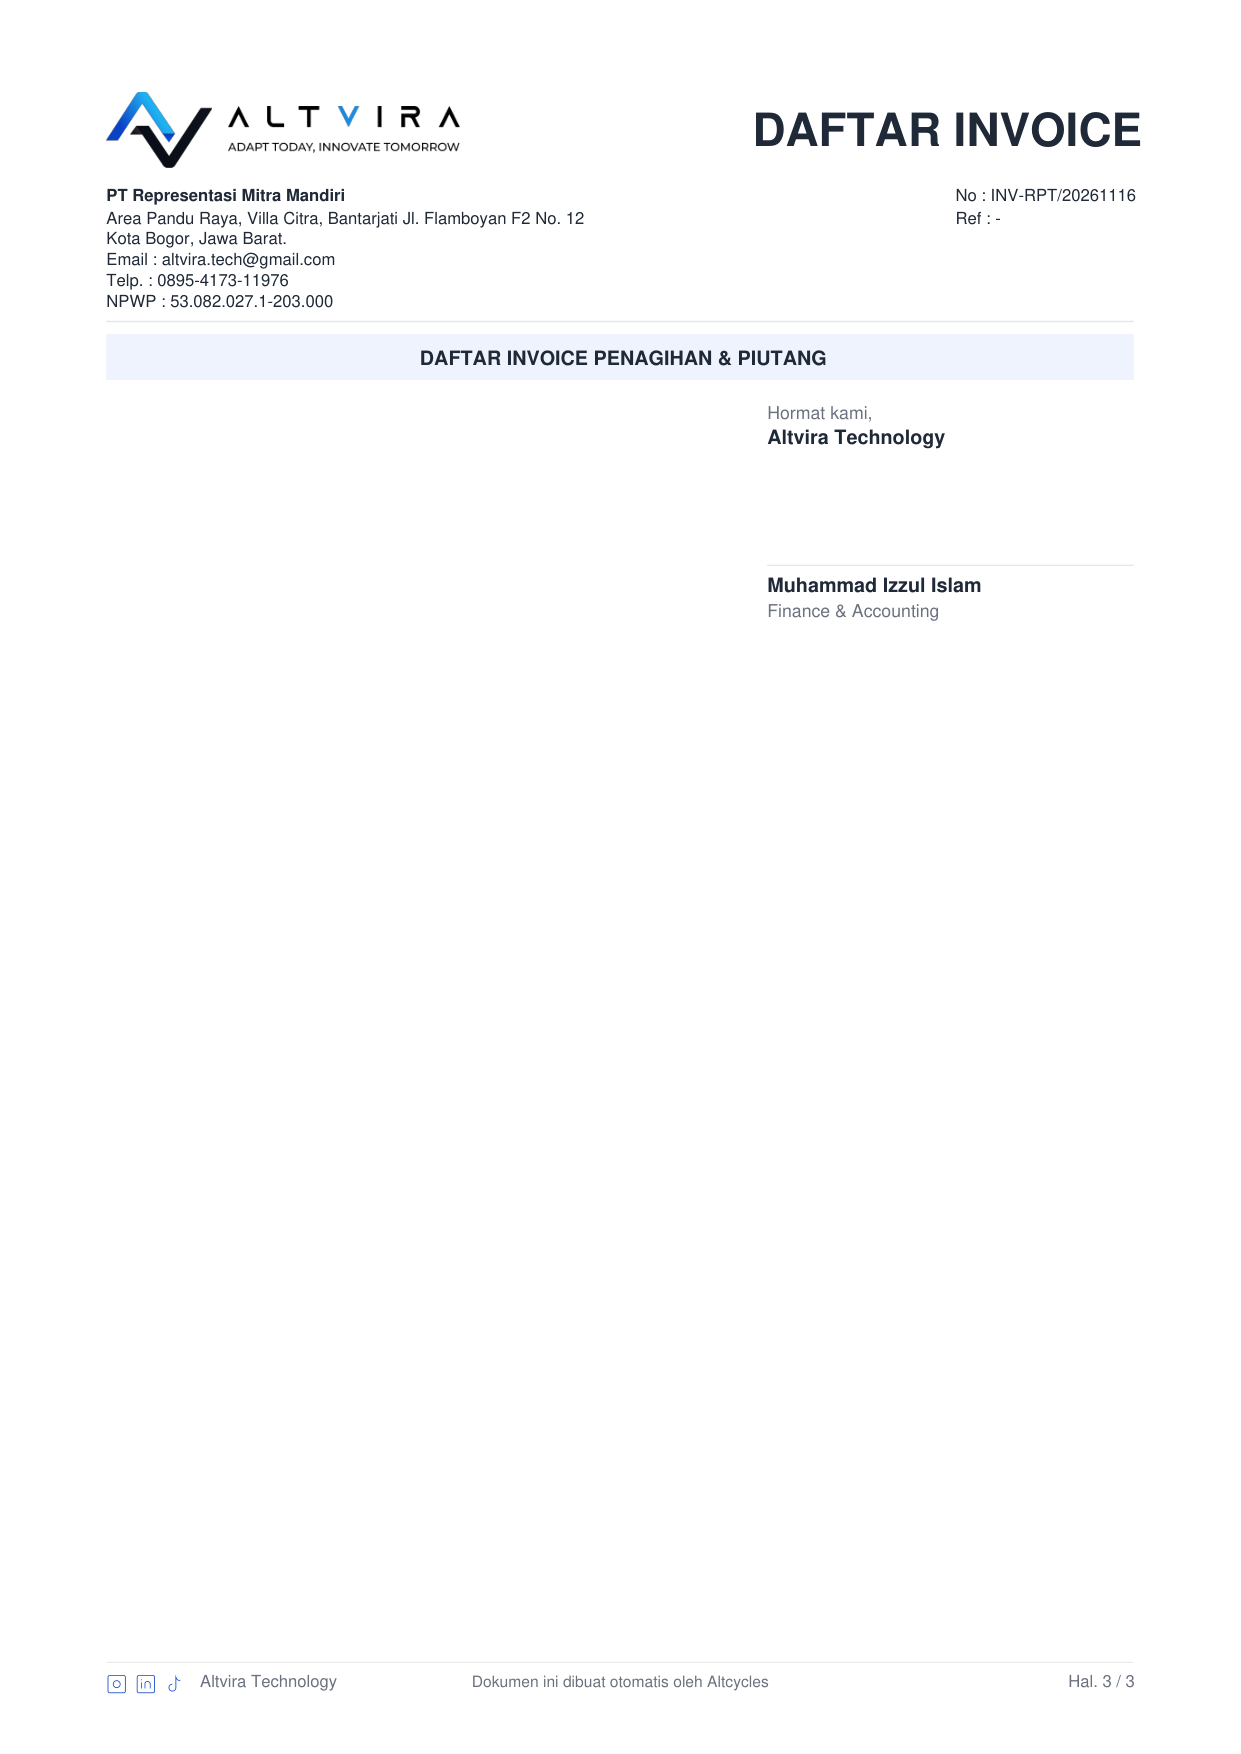 ALTVIRA
ADAPT TODAY, INNOVATE TOMORROW
DAFTAR INVOICE
PT Representasi Mitra Mandiri
Area Pandu Raya, Villa Citra, Bantarjati Jl. Flamboyan F2 No. 12
Kota Bogor, Jawa Barat.
Email : altvira.tech@gmail.com
Telp. : 0895-4173-11976
NPWP : 53.082.027.1-203.000
No : INV-RPT/20261116
Ref : -
DAFTAR INVOICE PENAGIHAN & PIUTANG
Hormat kami,
Altvira Technology
Muhammad Izzul Islam
Finance & Accounting
Altvira Technology
Dokumen ini dibuat otomatis oleh Altcycles
Hal. 3 / 3